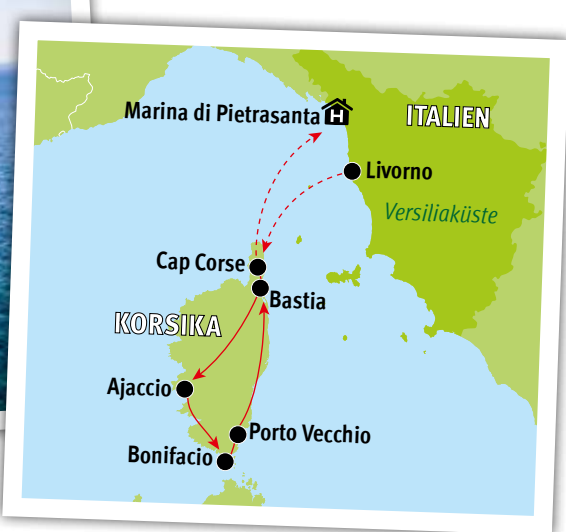 Marina di Pietrasanta
H
ITALIEN
Livorno
Versiliaküste
Cap Corse
Bastia
KORSIKA
Ajaccio
Porto Vecchio
Bonifacio